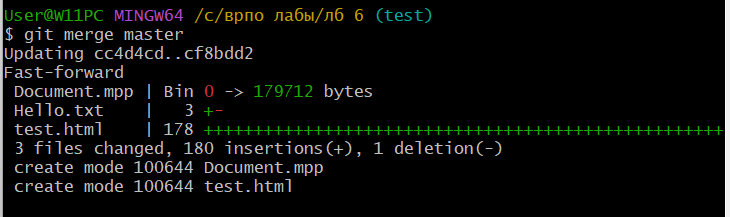 User@W11PC MINGW64 /c/врпо лабы/лб 6 (test)
$ git merge master
Updating cc4d4cd..cf8bdd2
Fast-forward
 Document.mpp | Bin 0 -> 179712 bytes
 Hello.txt    |   3 +-
 test.html    | 178 ++++++++++++++++++++++++++++++++++++++++++++++++++++
 3 files changed, 180 insertions(+), 1 deletion(-)
 create mode 100644 Document.mpp
 create mode 100644 test.html